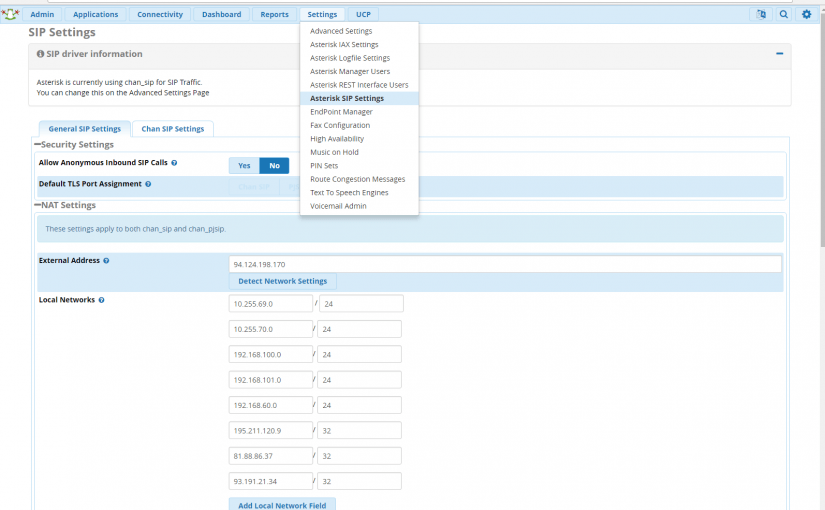 Admin Applications Connectivity Dashboard Reports Settings UCP
SIP Settings
SIP driver information
Asterisk is currently using chan_sip for SIP Traffic.
You can change this on the Advanced Settings Page
Advanced Settings
Asterisk IAX Settings
Asterisk Logfile Settings
Asterisk Manager Users
Asterisk REST Interface Users
Asterisk SIP Settings
EndPoint Manager
Fax Configuration
High Availability
Music on Hold
PIN Sets
Route Congestion Messages
Text To Speech Engines
Voicemail Admin
General SIP Settings Chan SIP Settings
Security Settings
Allow Anonymous Inbound SIP Calls Yes No
Default TLS Port Assignment
NAT Settings
These settings apply to both chan_sip and chan_pjsip.
External Address 94.124.198.170
Detect Network Settings
Local Networks 10.255.69.0 / 24
10.255.70.0 / 24
192.168.100.0 / 24
192.168.101.0 / 24
192.168.60.0 / 24
195.211.120.9 / 32
81.88.86.37 / 32
93.191.21.34 / 32
Add Local Network Field